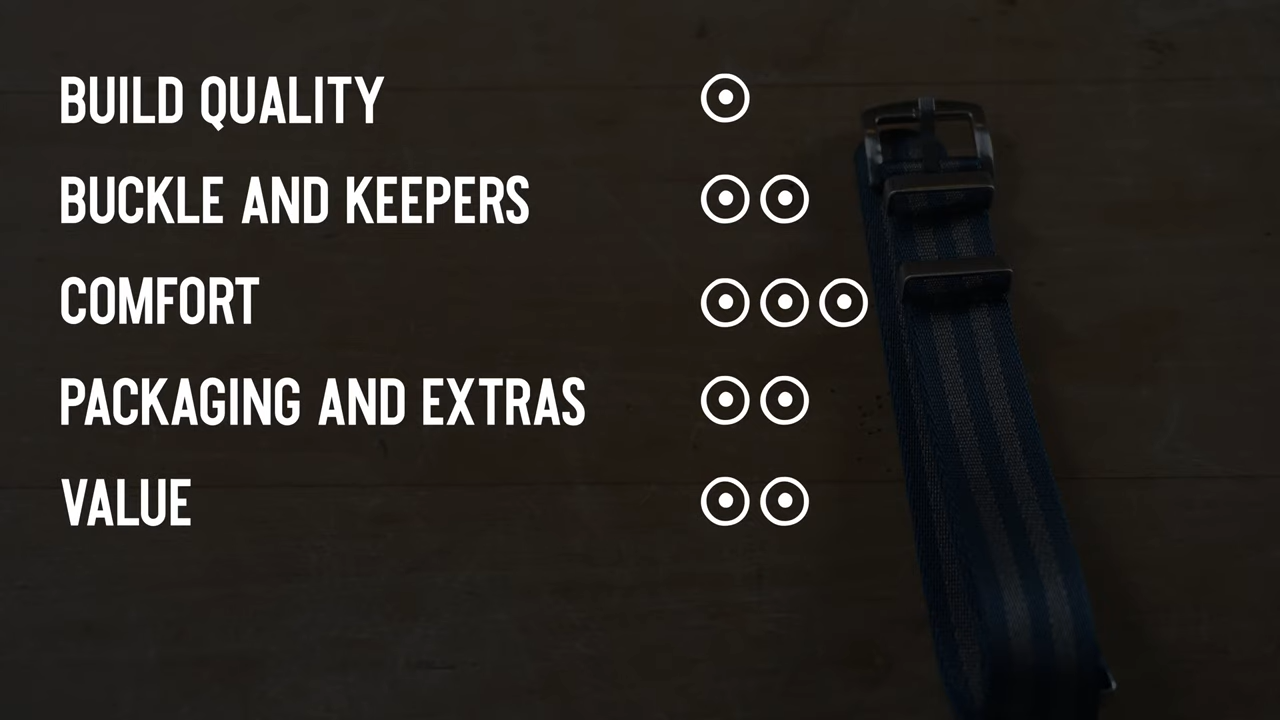 BUILD QUALITY
BUCKLE AND KEEPERS
COMFORT
PACKAGING AND EXTRAS
VALUE